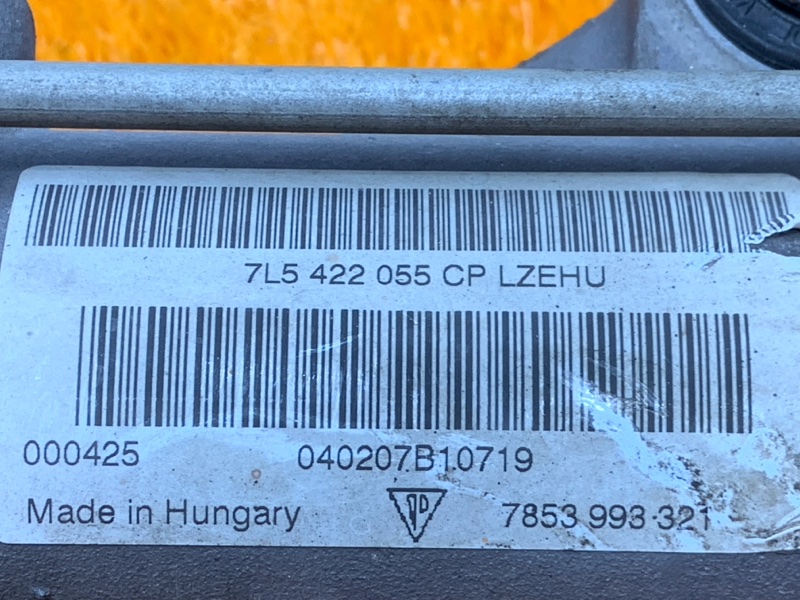 7L5 422 055 CP LZEHU
000425 040207B10719
Made in Hungary 7853 993 321